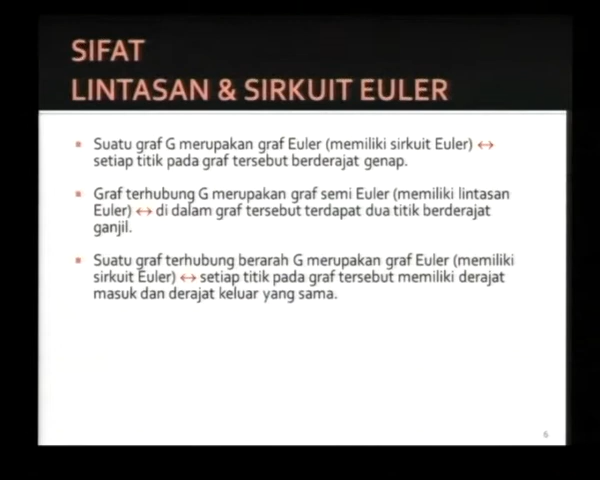 SIFAT
LINTASAN & SIRKUIT EULER
▪ Suatu graf G merupakan graf Euler (memiliki sirkuit Euler) ↔
setiap titik pada graf tersebut berderajat genap.
▪ Graf terhubung G merupakan graf semi Euler (memiliki lintasan
Euler) ↔ di dalam graf tersebut terdapat dua titik berderajat
ganjil.
▪ Suatu graf terhubung berarah G merupakan graf Euler (memiliki
sirkuit Euler) ↔ setiap titik pada graf tersebut memiliki derajat
masuk dan derajat keluar yang sama.
6